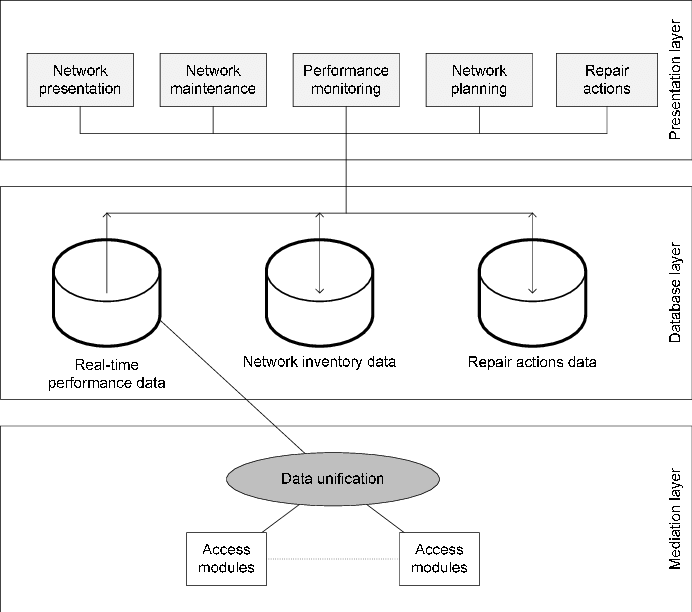 Network
presentation
Network
maintenance
Performance
monitoring
Network
planning
Repair
actions
Presentation layer
Real-time
performance data
Network inventory data
Repair actions data
Database layer
Data unification
Access
modules
Access
modules
Mediation layer